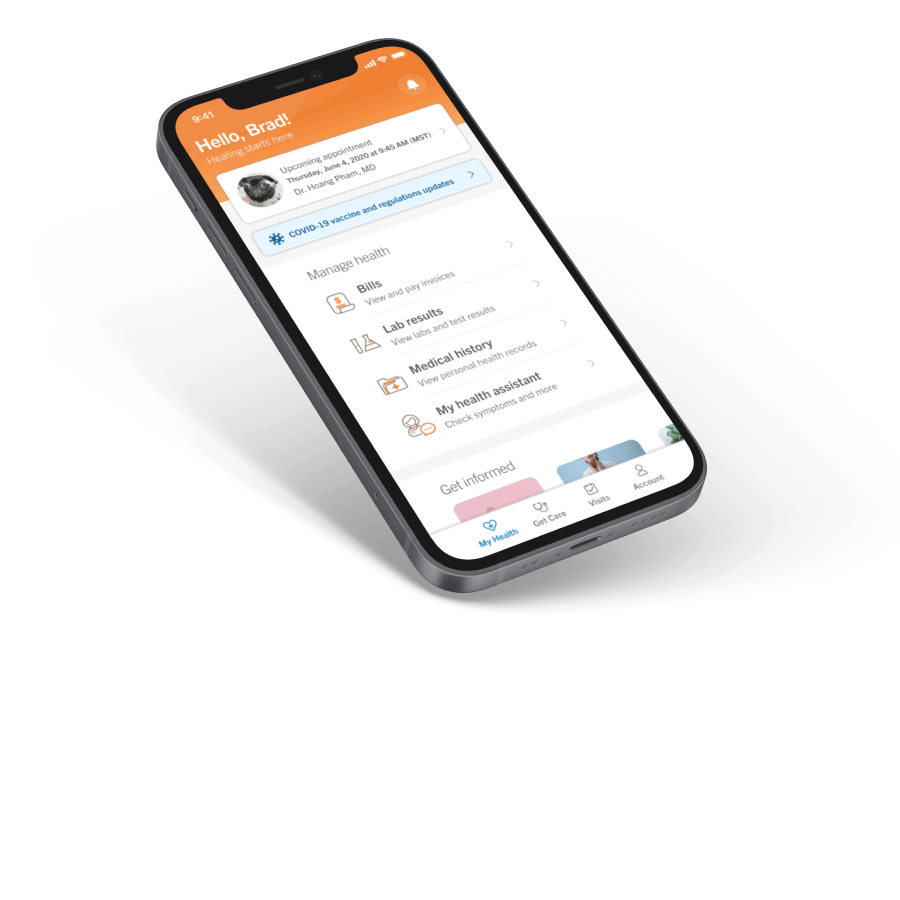 9:41
Hello, Brad!
Healing starts here
Upcoming appointment
Thursday, June 4, 2020 at 9:45 AM (MST)
Dr. Hoang Pham, MD
COVID-19 vaccine and regulations updates
Manage health
Bills
View and pay invoices
Lab results
View labs and test results
Medical history
View personal health records
My health assistant
Check symptoms and more
Get informed
My Health
Get Care
Visits
Account